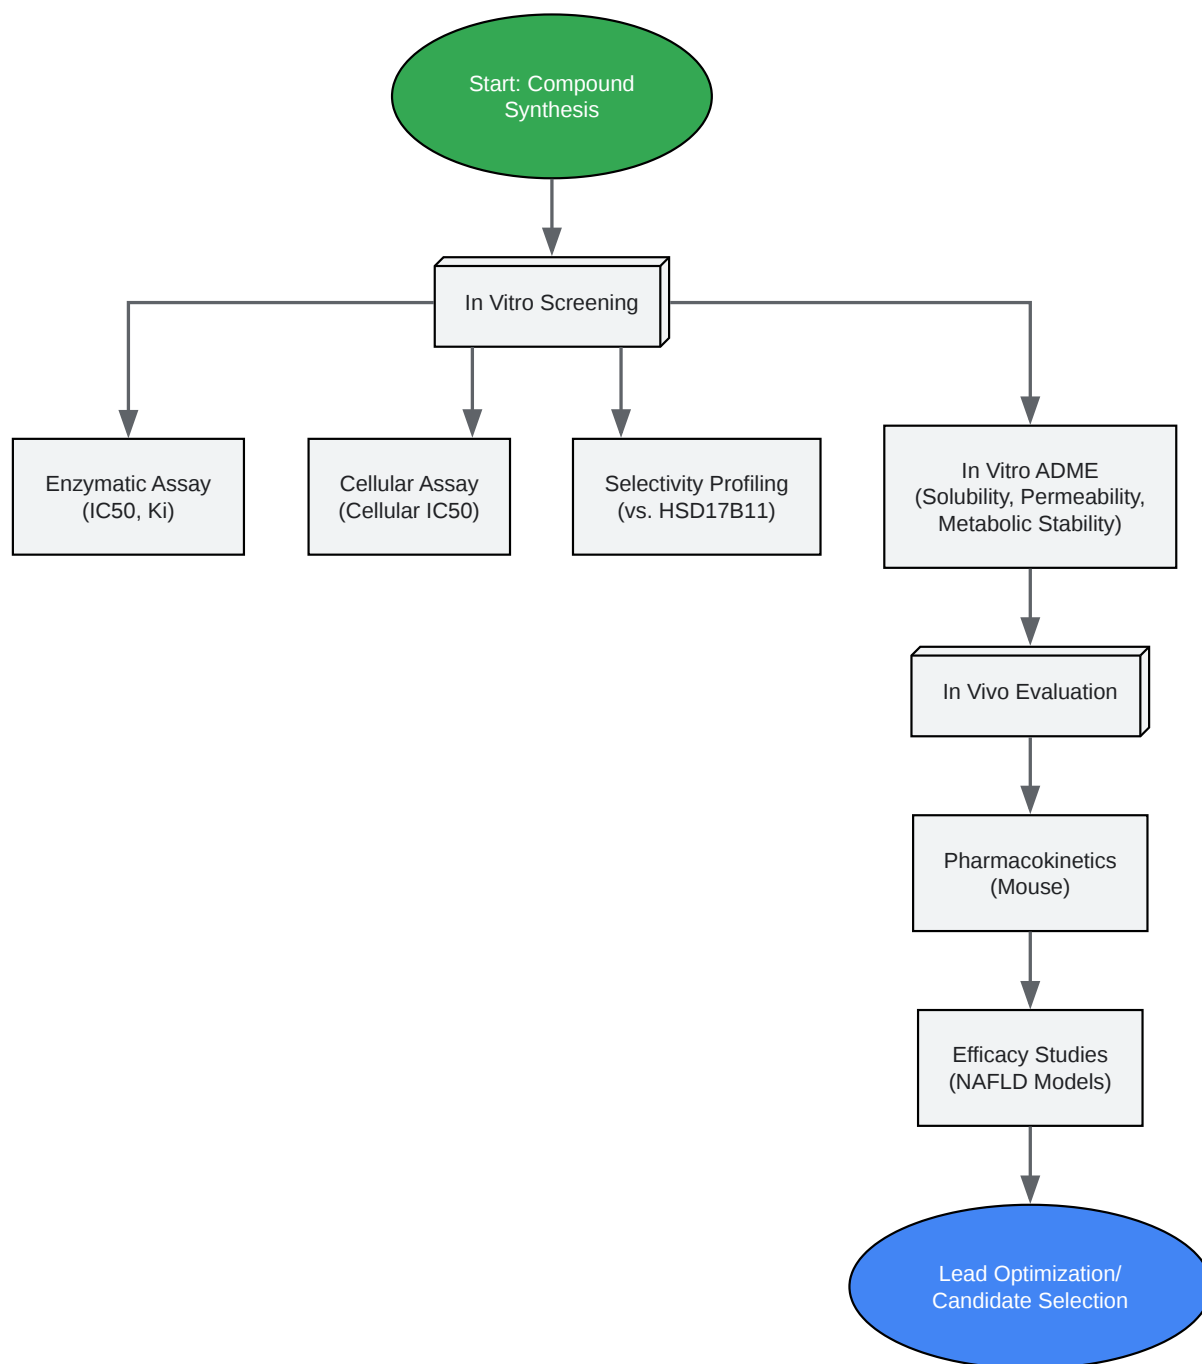 Start: Compound
Synthesis
In Vitro Screening
Enzymatic Assay
(IC50, Ki)
Cellular Assay
(Cellular IC50)
Selectivity Profiling
(vs. HSD17B11)
In Vitro ADME
(Solubility, Permeability,
Metabolic Stability)
In Vivo Evaluation
Pharmacokinetics
(Mouse)
Efficacy Studies
(NAFLD Models)
Lead Optimization/
Candidate Selection